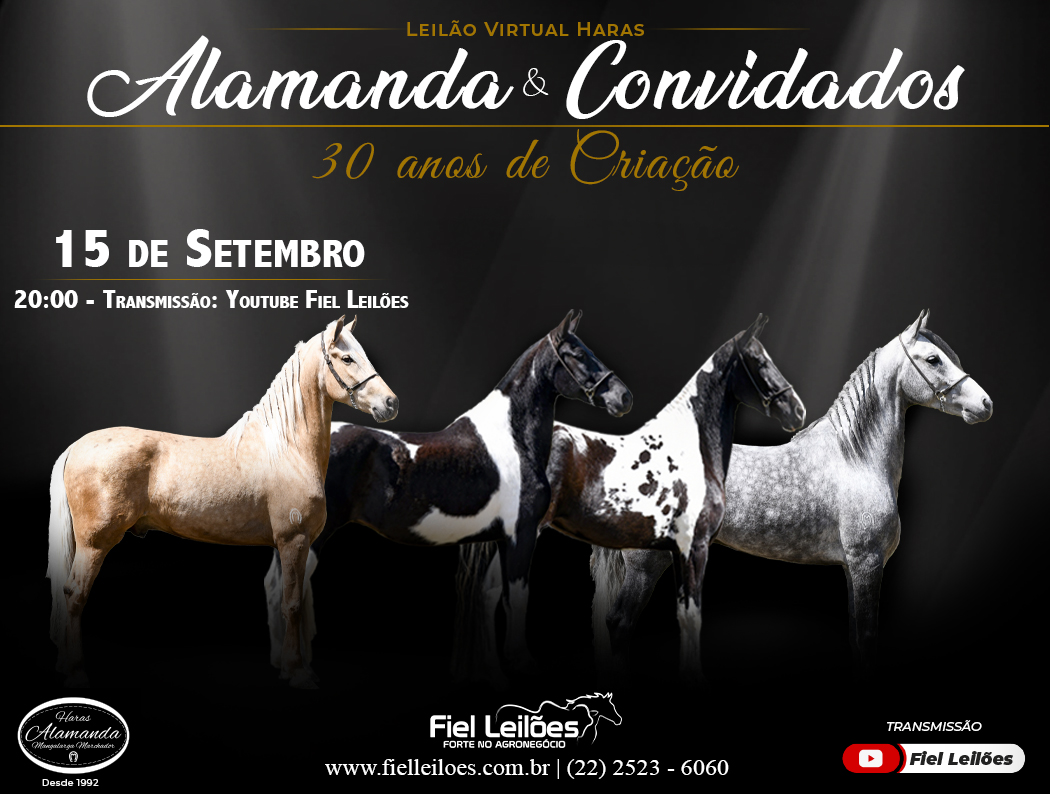 Leilão Virtual Haras
Alamanda & Convidados
30 anos de Criação
15 de Setembro
20:00 - Transmissão: Youtube Fiel Leilões
Haras
Alamanda
Mangalarga Marchador
Desde 1992
Fiel Leilões
FORTE NO AGRONEGÓCIO
www.fielleiloes.com.br | (22) 2523 - 6060
TRANSMISSÃO
Fiel Leilões